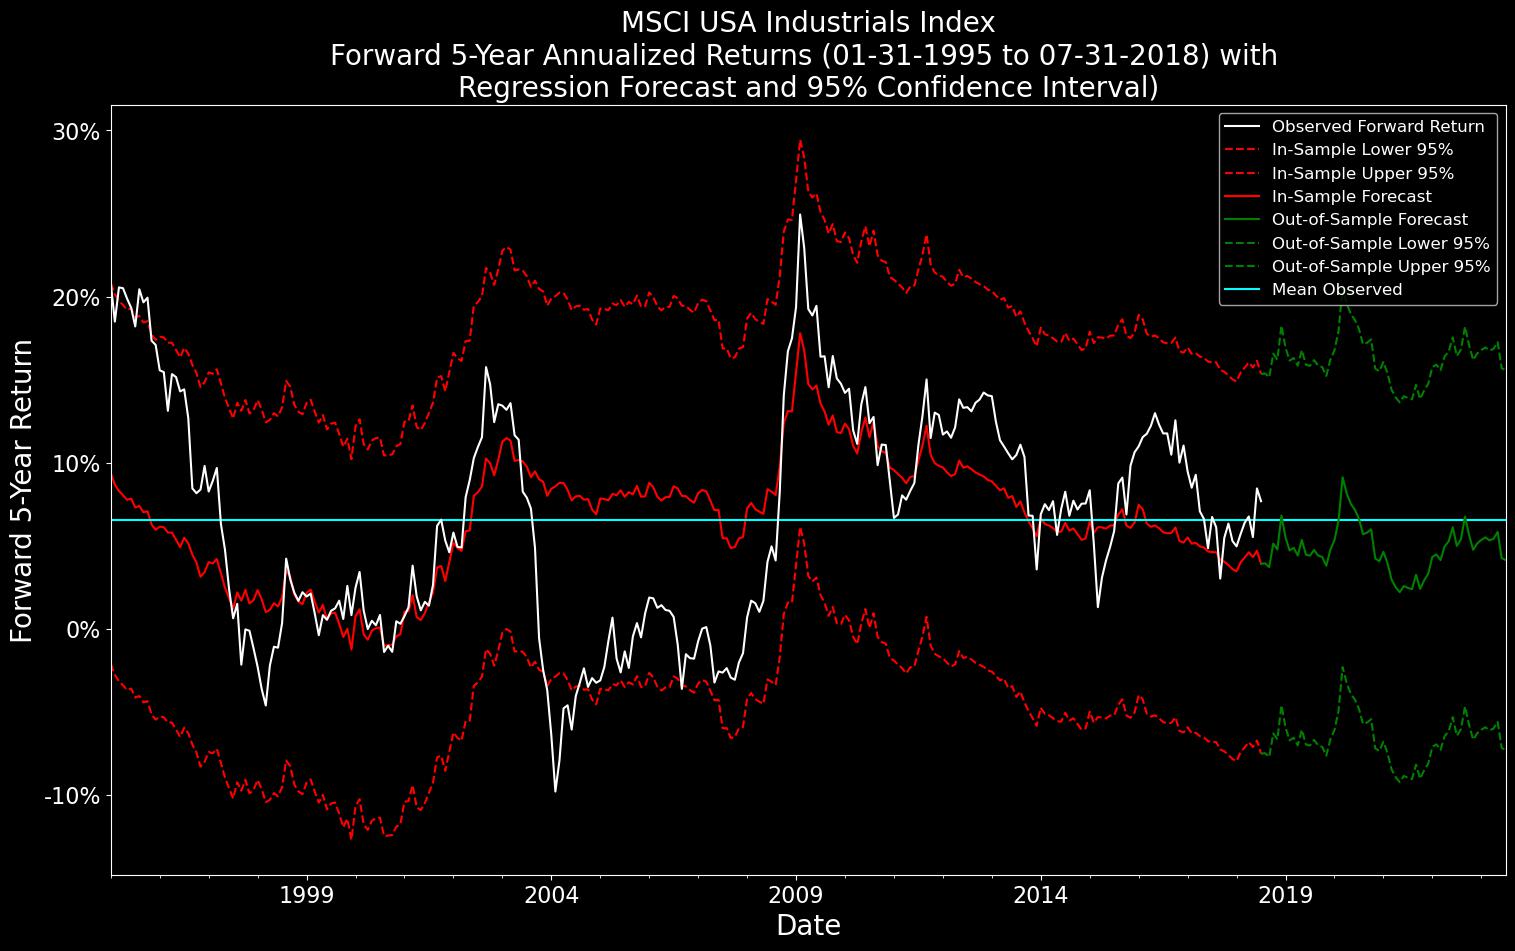 MSCI USA Industrials Index
Forward 5-Year Annualized Returns (01-31-1995 to 07-31-2018) with
Regression Forecast and 95% Confidence Interval)
Forward 5-Year Return
30%
20%
10%
0%
-10%
Observed Forward Return
In-Sample Lower 95%
In-Sample Upper 95%
In-Sample Forecast
Out-of-Sample Forecast
Out-of-Sample Lower 95%
Out-of-Sample Upper 95%
Mean Observed
1999
2004
2009
2014
2019
Date